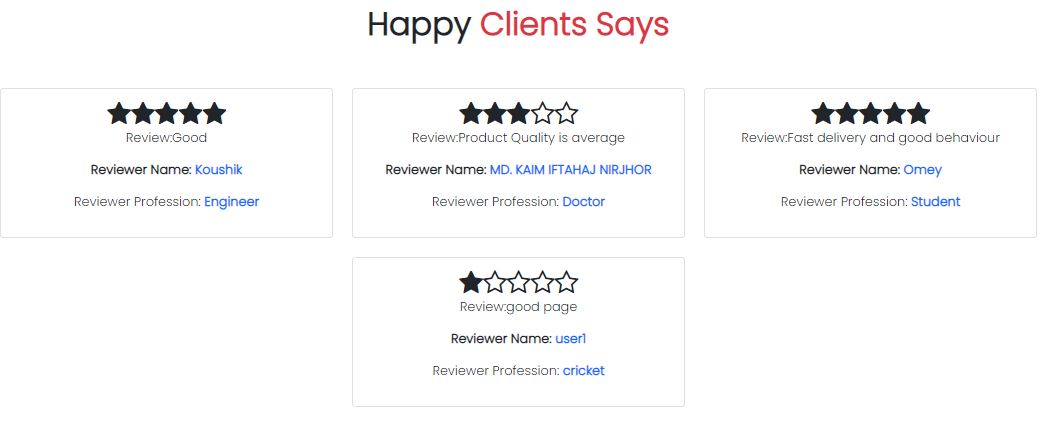 Happy Clients Says
Review:Good
Reviewer Name: Koushik
Reviewer Profession: Engineer
Review:Product Quality is average
Reviewer Name: MD. KAIM IFTAHAJ NIRJHOR
Reviewer Profession: Doctor
Review:Fast delivery and good behaviour
Reviewer Name: Omey
Reviewer Profession: Student
Review:good page
Reviewer Name: user1
Reviewer Profession: cricket